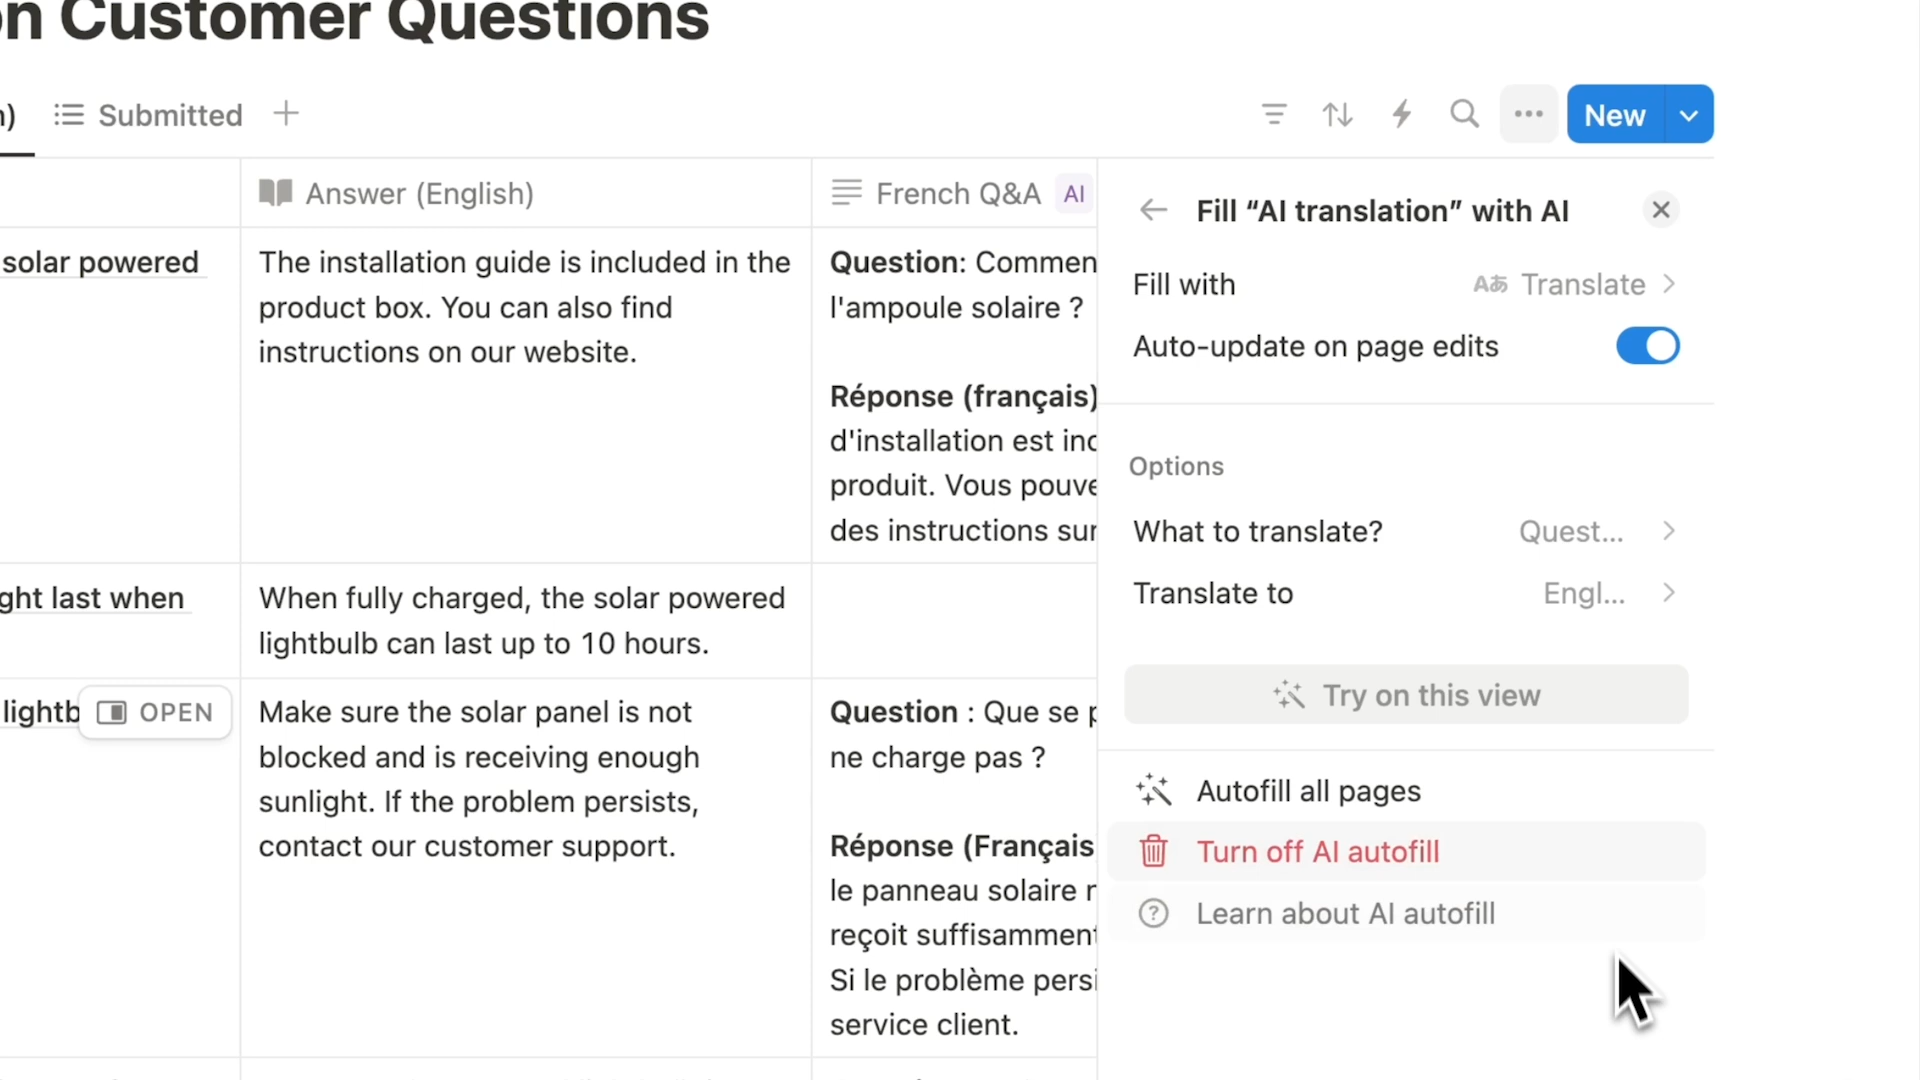 n Customer Questions
Submitted
New
Answer (English)
French Q&A AI
Fill “AI translation” with AI
solar powered
The installation guide is included in the
product box. You can also find
instructions on our website.
Question: Commen
l'ampoule solaire ?
Réponse (français)
d'installation est inc
produit. Vous pouve
des instructions sur
Fill with
Translate
Auto-update on page edits
Options
What to translate?
Quest...
Translate to
Engl...
Try on this view
ght last when
When fully charged, the solar powered
lightbulb can last up to 10 hours.
lightb
OPEN
Make sure the solar panel is not
blocked and is receiving enough
sunlight. If the problem persists,
contact our customer support.
Question : Que se p
ne charge pas ?
Réponse (Français
le panneau solaire
reçoit suffisamment
Si le problème persi
service client.
Autofill all pages
Turn off AI autofill
Learn about AI autofill